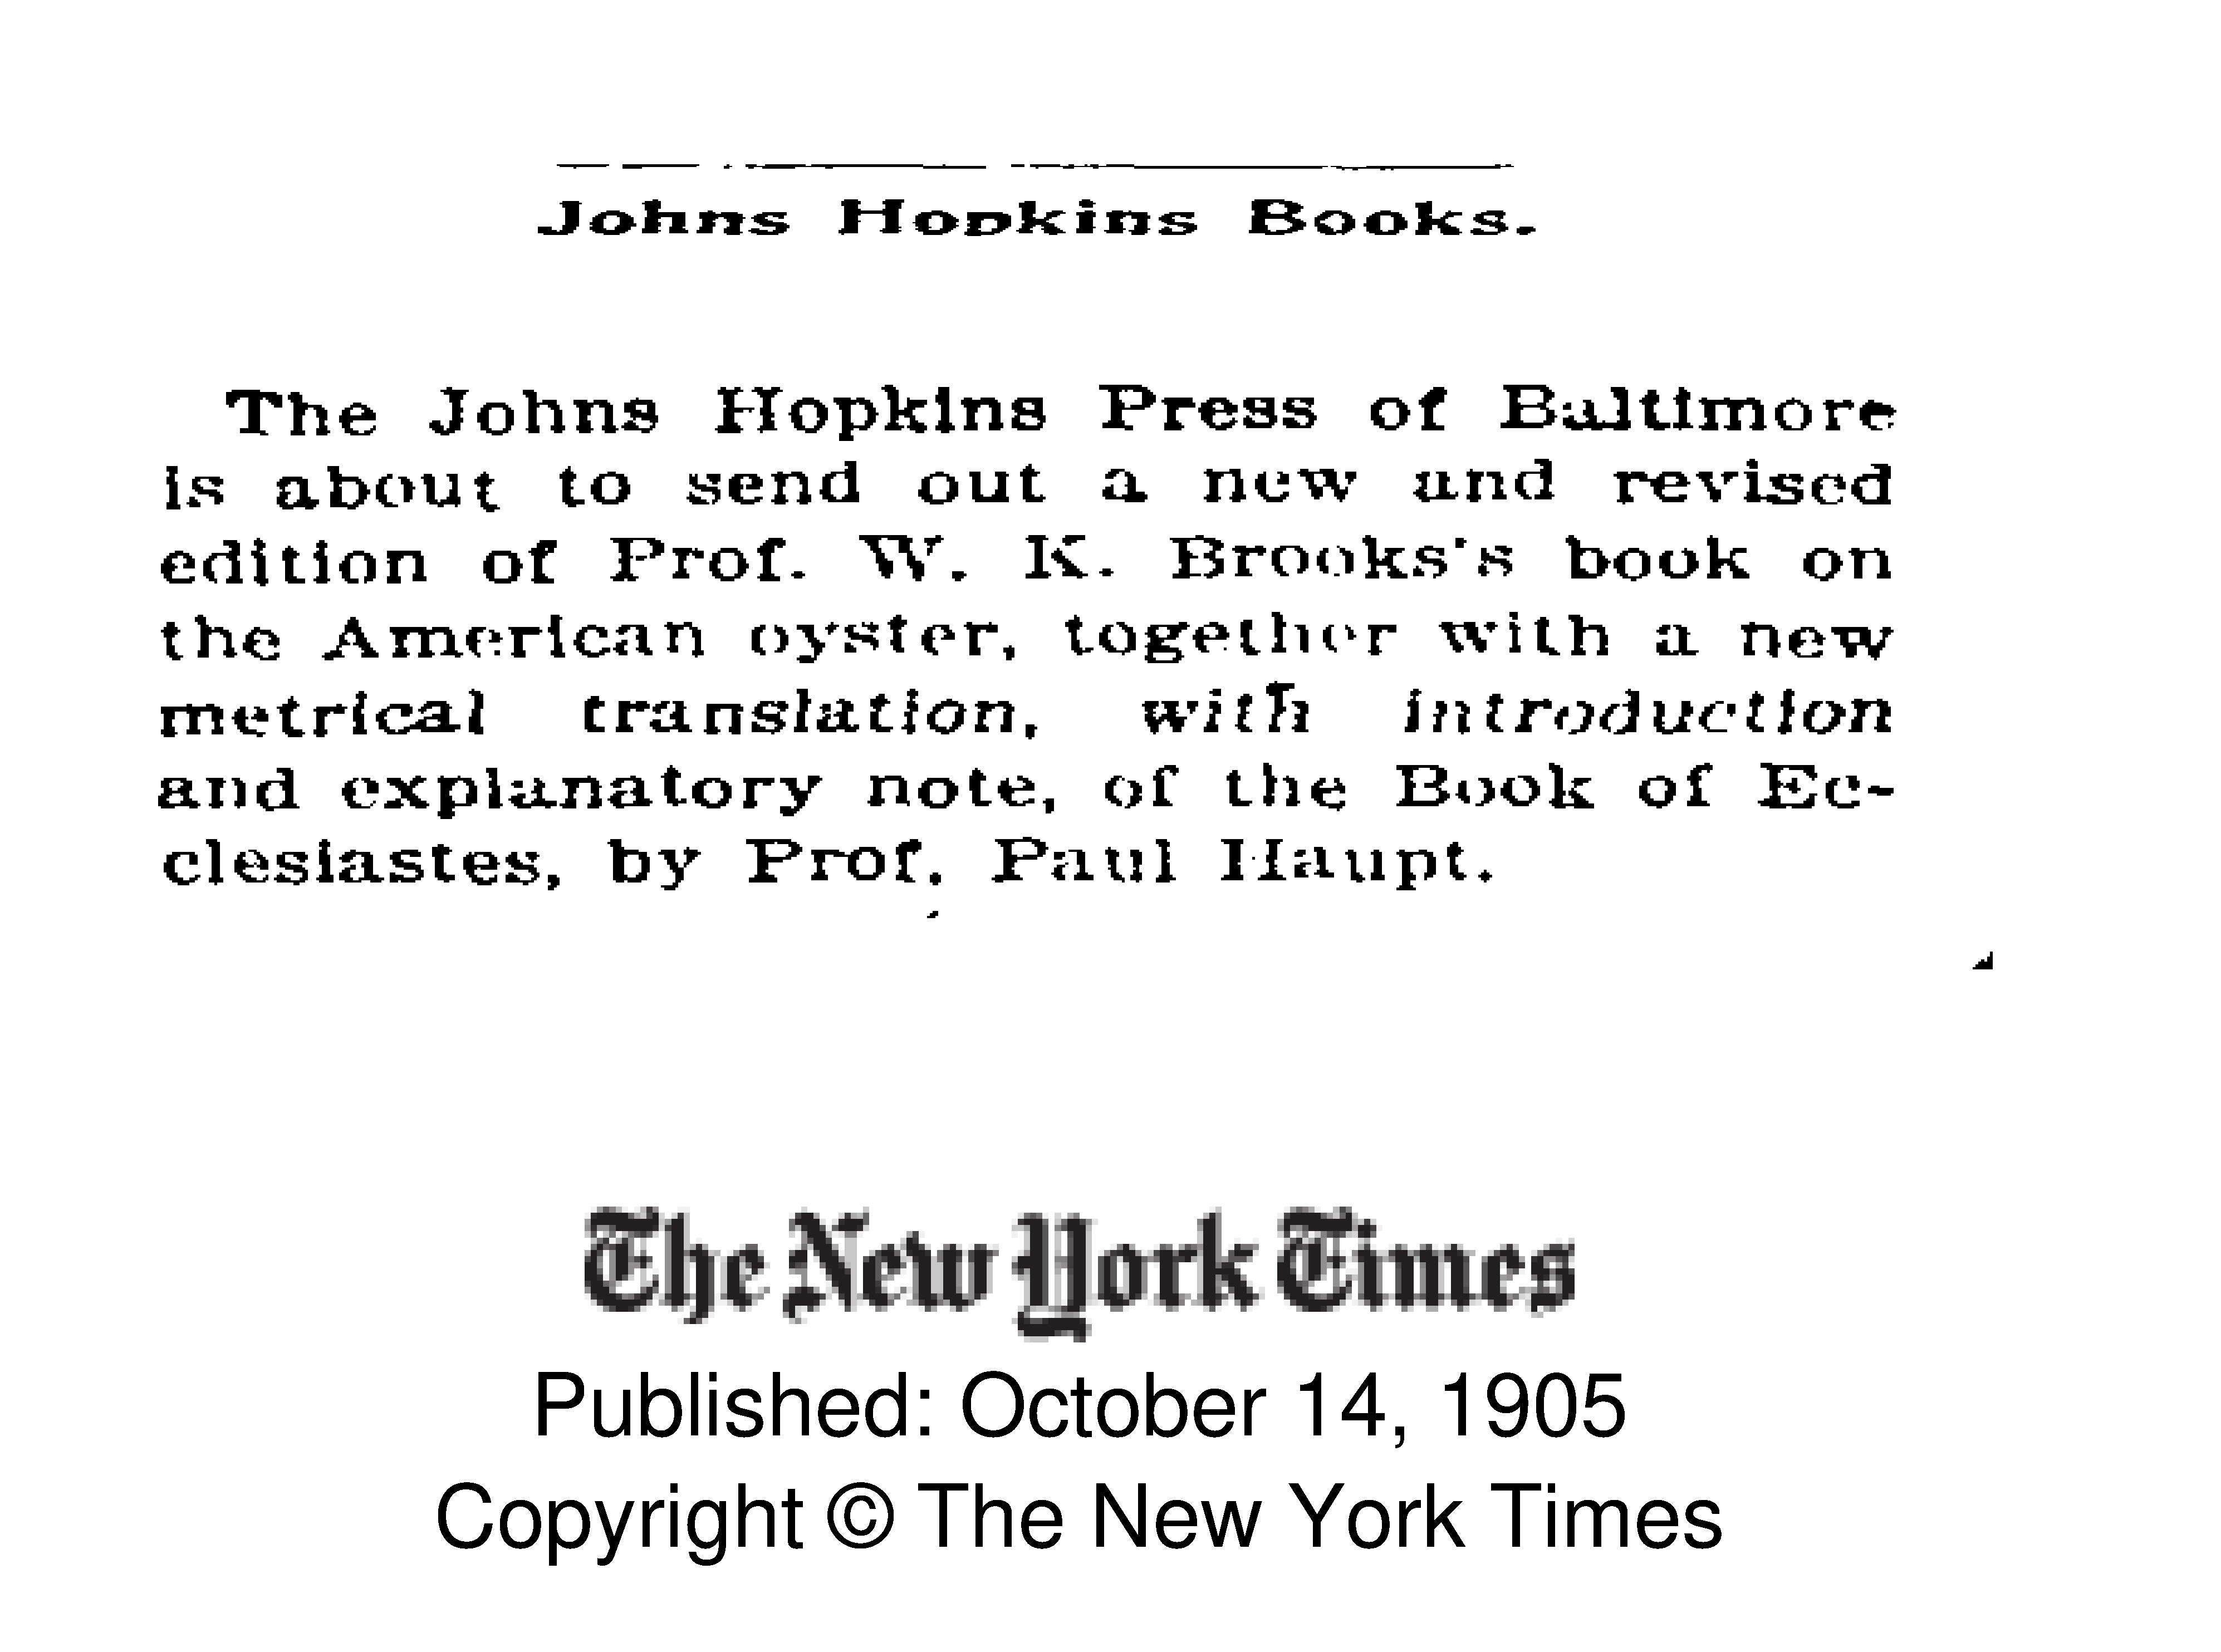 Johns Hopkins Books.
The Johns Hopkins Press of Baltimore
is about to send out a new and revised
edition of Prof. W. K. Brooks's book on
the American oyster, together with a new
metrical translation, with introduction
and explanatory note, of the Book of Ec-
clesiastes, by Prof. Paul Haupt.
The New York Times
Published: October 14, 1905
Copyright © The New York Times